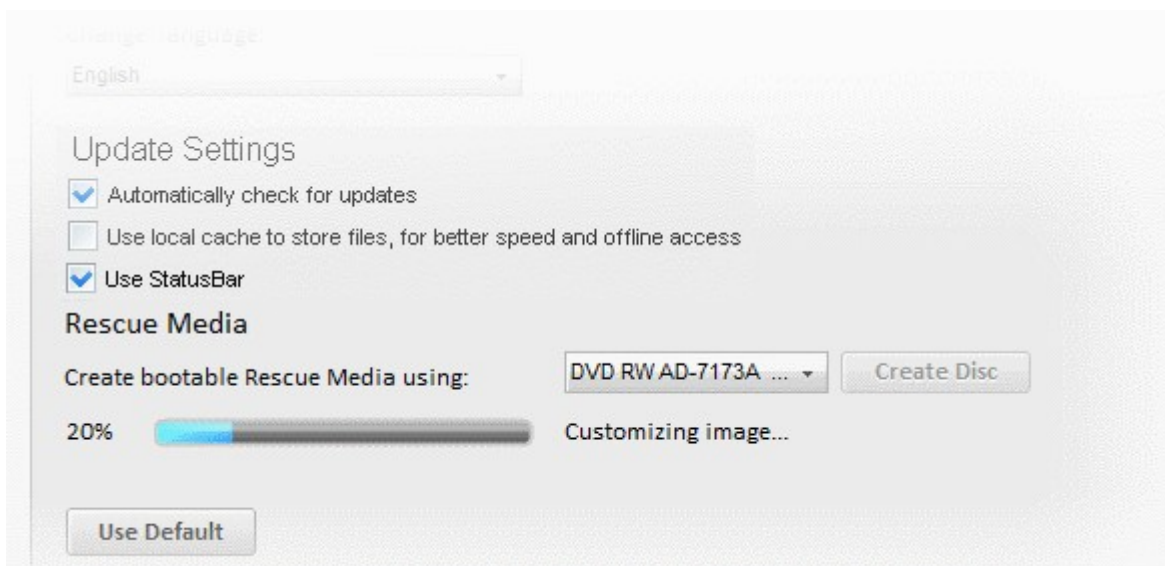 Change language:
English
Update Settings
Automatically check for updates
Use local cache to store files, for better speed and offline access
Use StatusBar
Rescue Media
Create bootable Rescue Media using: DVD RW AD-7173A ... Create Disc
20% Customizing image...
Use Default